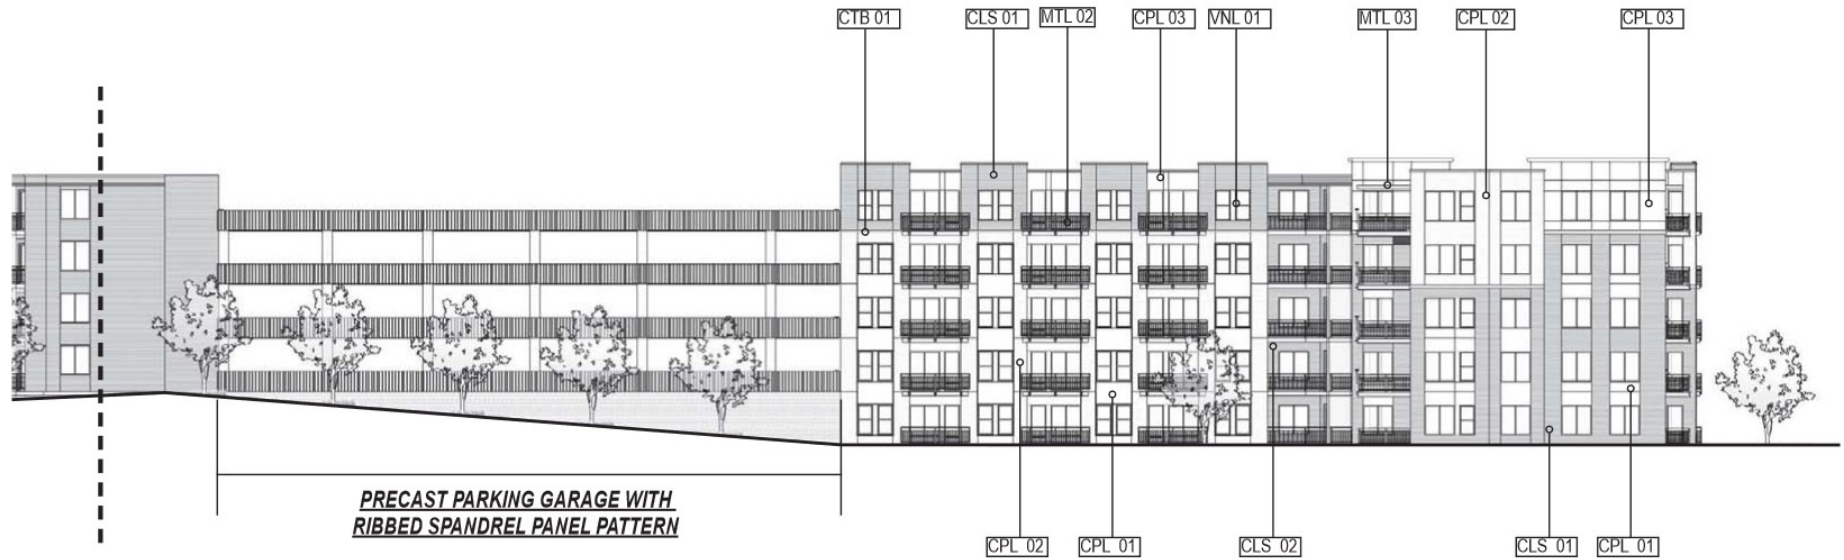 CTB 01
CLS 01
MTL 02
CPL 03
VNL 01
MTL 03
CPL 02
CPL 03
PRECAST PARKING GARAGE WITH
RIBBED SPANDREL PANEL PATTERN
CPL 02
CPL 01
CLS 02
CLS 01
CPL 01